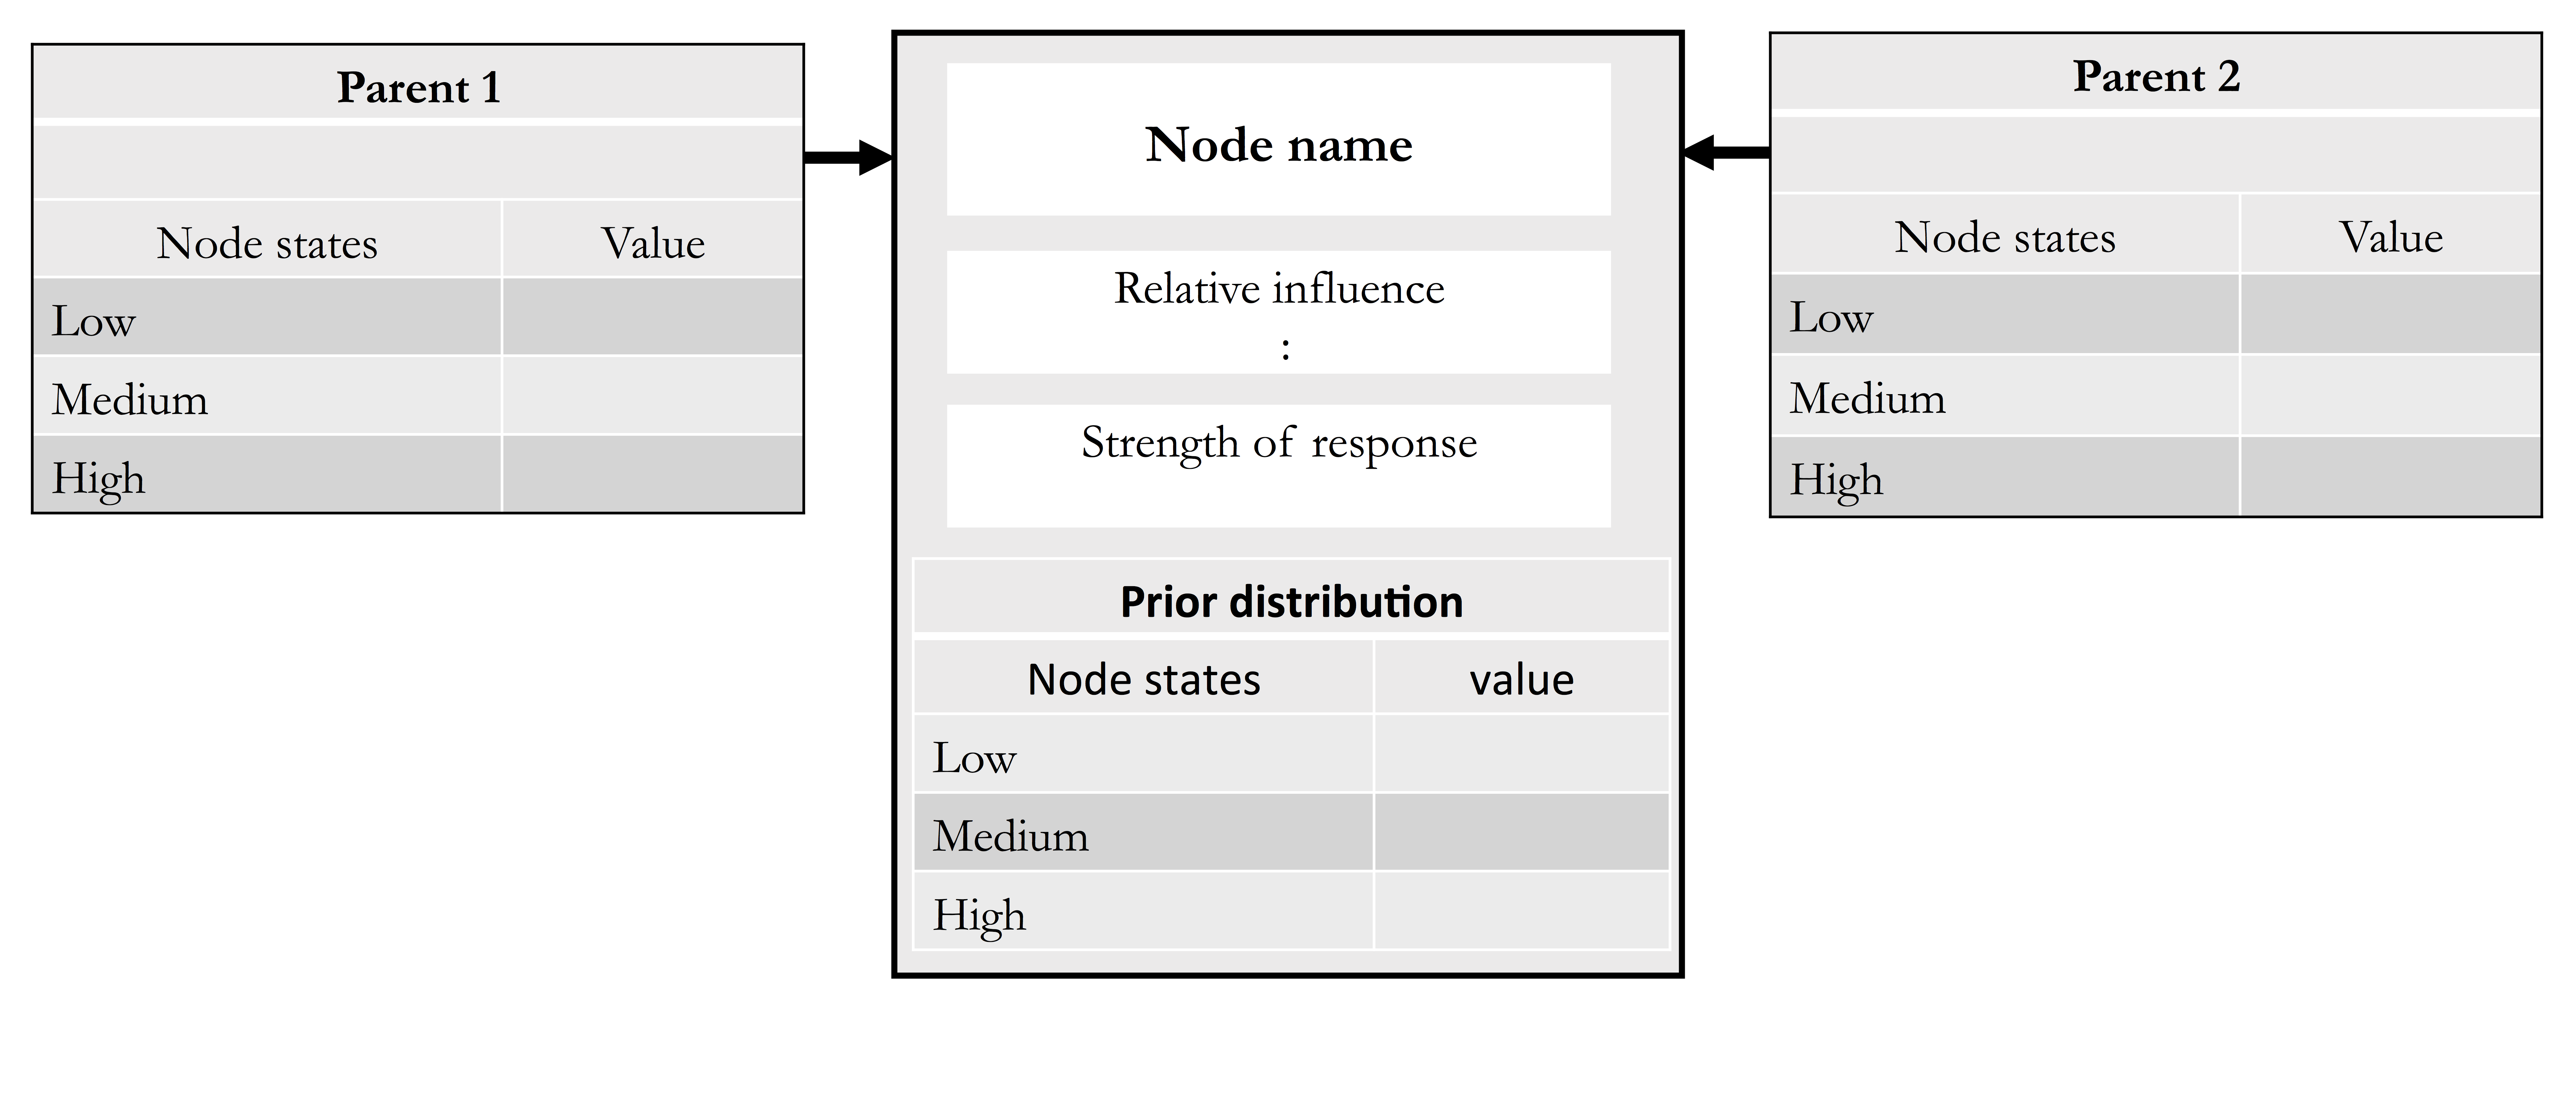 Parent 1
Node states Value
Low
Medium
High
Node name
Relative influence
:
Strength of response
Prior distribution
Node states value
Low
Medium
High
Parent 2
Node states Value
Low
Medium
High